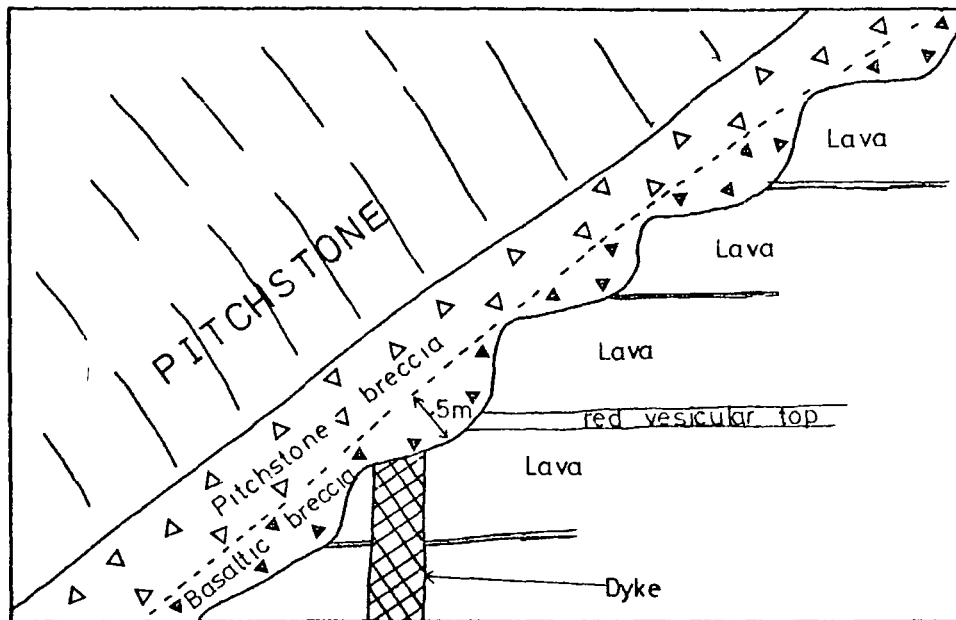 Lava
PITCHSTONE
Lava
Pitchstone breccia
Lava
.5m
red vesicular top
Lava
Basaltic breccia
Dyke